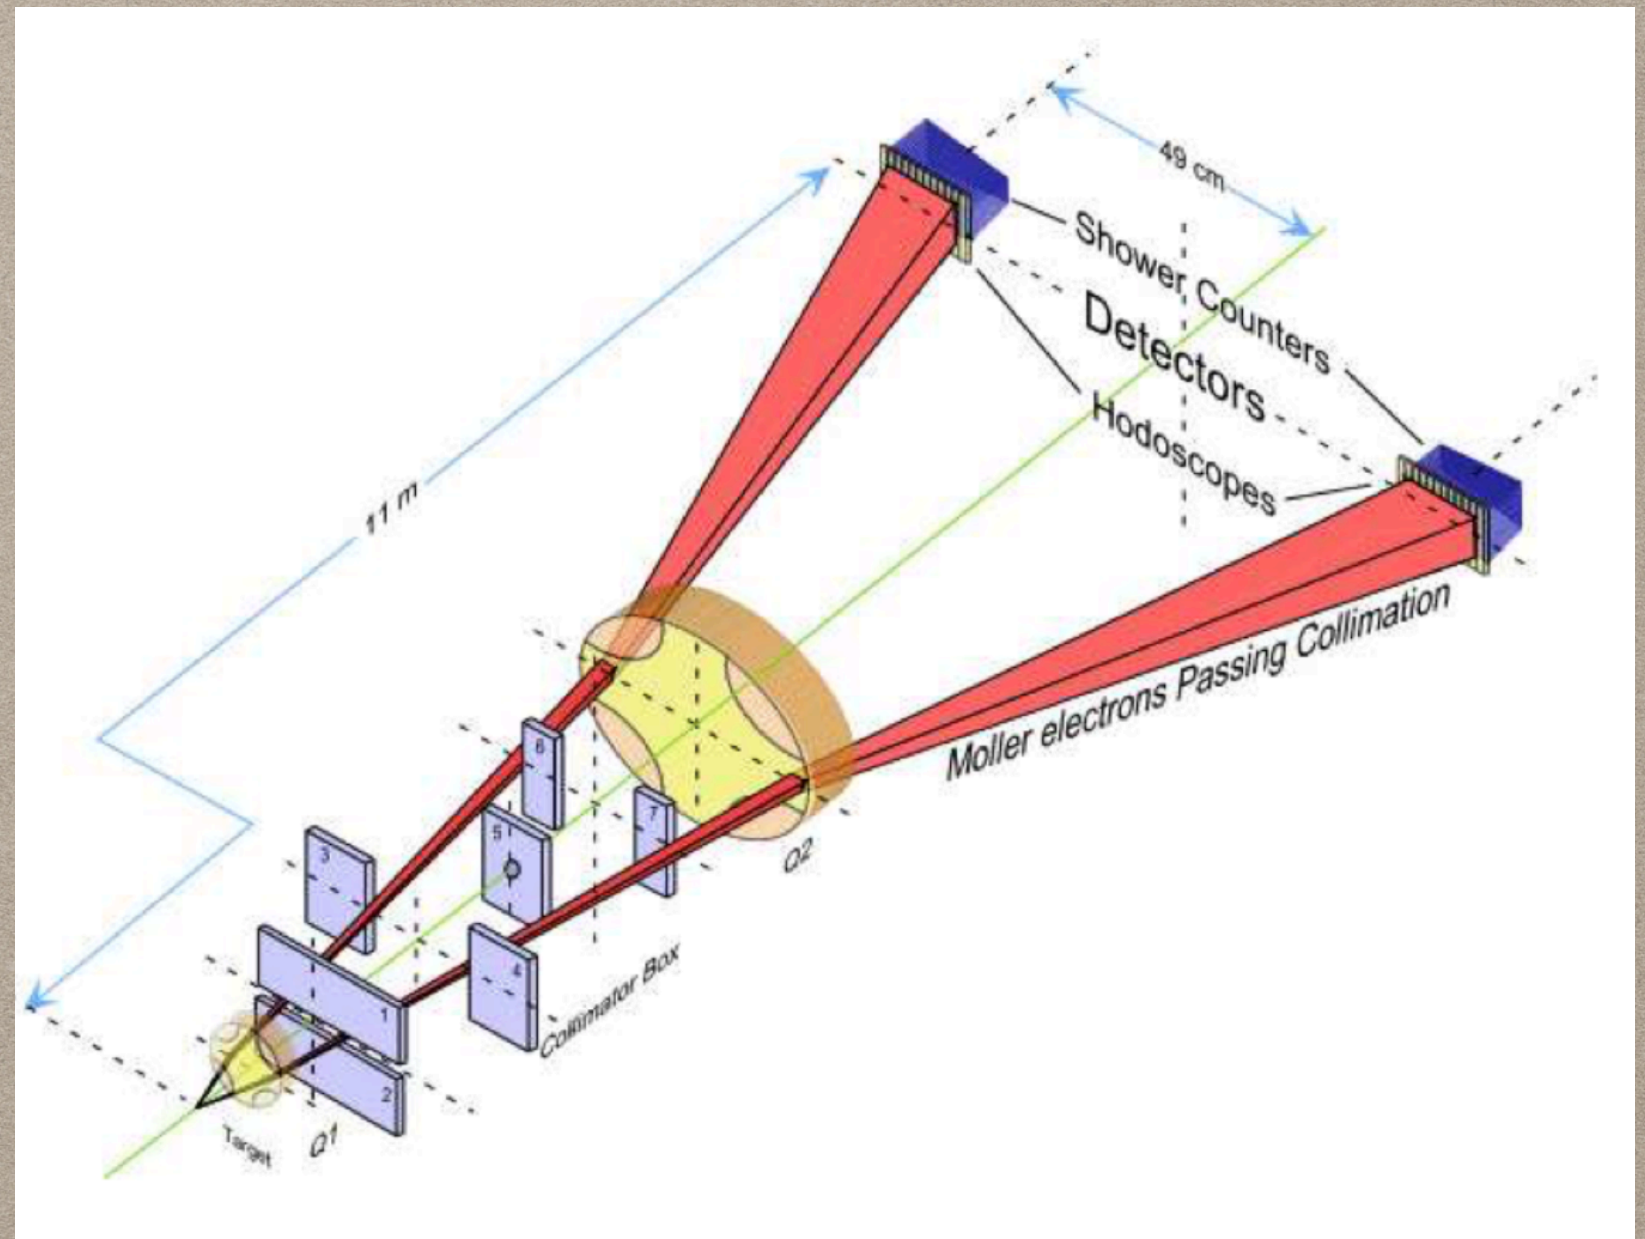 49 cm
Shower Counters
Detectors
Hodoscopes
11 m
Moller electrons Passing Collimation
6
7
5
3
Q2
4
Collimator Box
1
2
Target
Q1